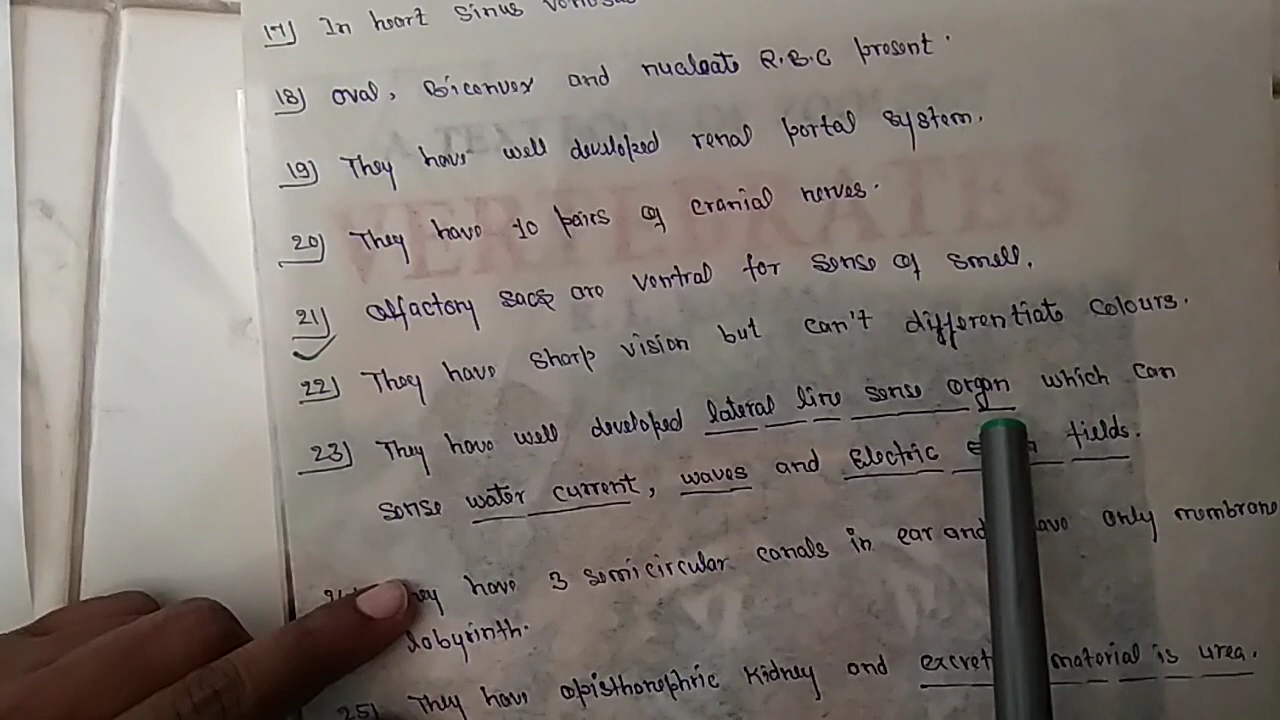 17) In heart sinus venosus
18) Oval, Biconvex and nucleate R.B.C present.
19) They have well developed renal portal system.
20) They have 10 pairs of cranial nerves.
21) Olfactory sacs are ventral for sense of smell.
22) They have sharp vision but can't differentiate colours.
23) They have well developed lateral line sense organ which can
sense water current, waves and Electric fields.
have 3 semicircular canals in ear and only membrane
labyrinth.
25) They have opisthonephric kidney and material is urea.
VERTEBRATES